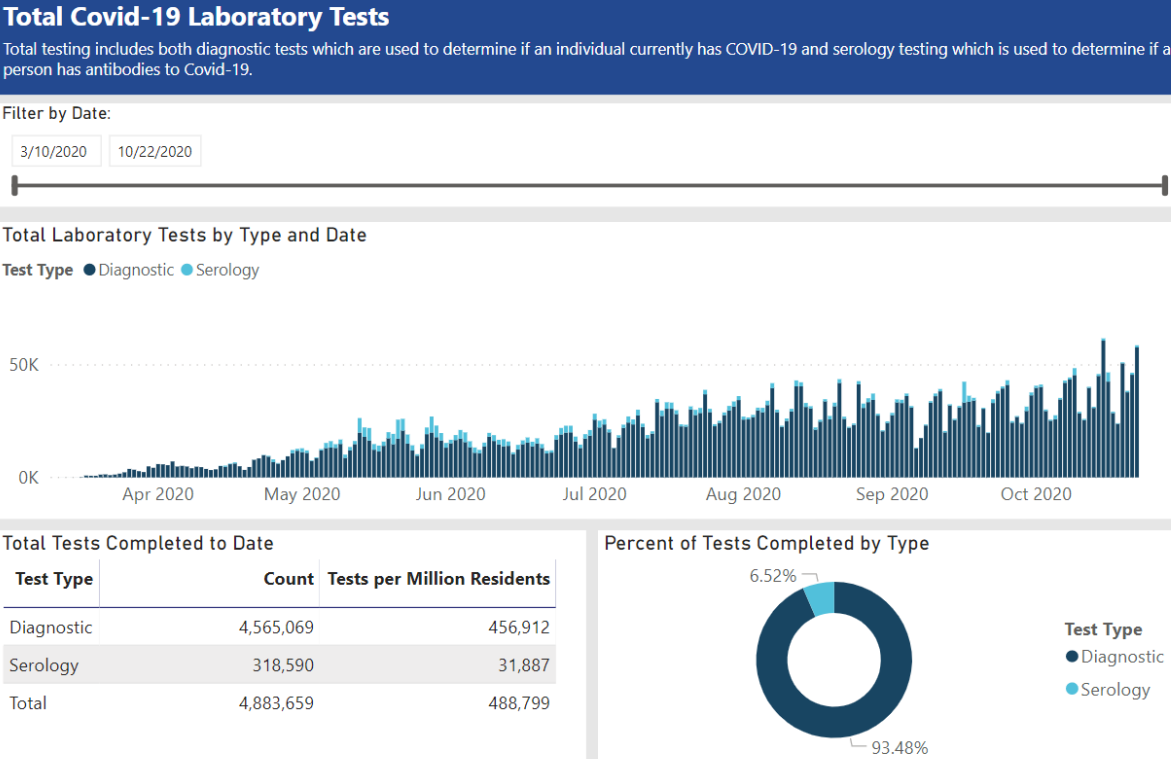 Total Covid-19 Laboratory Tests
Total testing includes both diagnostic tests which are used to determine if an individual currently has COVID-19 and serology testing which is used to determine if a
person has antibodies to Covid-19.
Filter by Date:
3/10/2020 10/22/2020
Total Laboratory Tests by Type and Date
Test Type Diagnostic Serology
50K
0K
Apr 2020 May 2020 Jun 2020 Jul 2020 Aug 2020 Sep 2020 Oct 2020
Total Tests Completed to Date
Test Type Count Tests per Million Residents
Diagnostic 4,565,069 456,912
Serology 318,590 31,887
Total 4,883,659 488,799
Percent of Tests Completed by Type
6.52%
93.48%
Test Type
Diagnostic
Serology